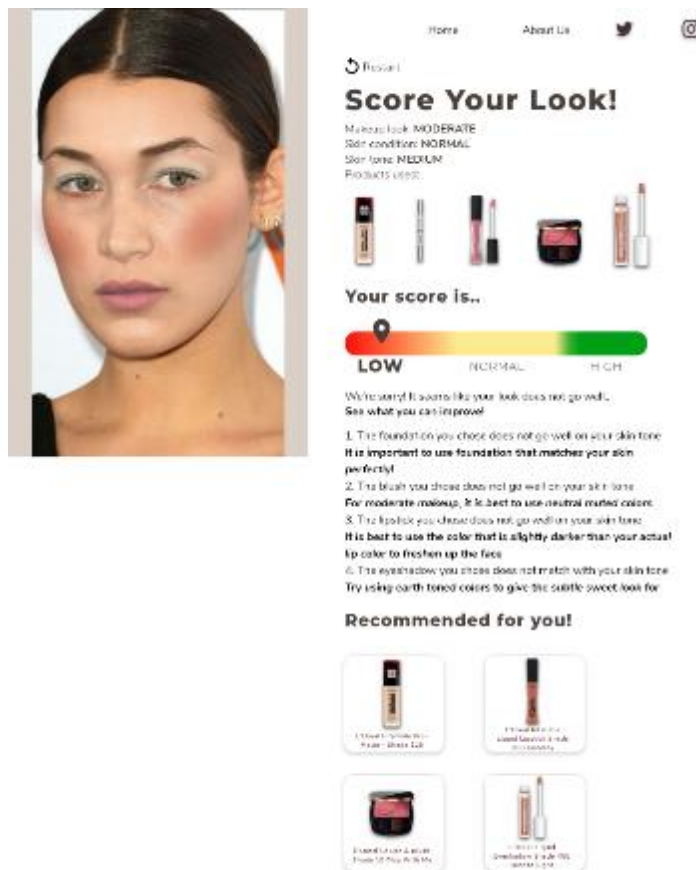 Home About Us
Restart
Score Your Look!
Makeup look: MODERATE
Skin condition: NORMAL
Skin tone: MEDIUM
Products used:
Your score is..
LOW NORMAL HIGH
We're sorry! It seems like your look does not go well.
See what you can improve!
1. The foundation you chose does not go well on your skin tone
It is important to use foundation that matches your skin
perfectly!
2. The blush you chose does not go well on your skin tone
For moderate makeup, it is best to use neutral muted colors
3. The lipstick you chose does not go well on your skin tone
It is best to use the color that is slightly darker than your actual
lip color to freshen up the face
4. The eyeshadow you chose does not match with your skin tone
Try using earth toned colors to give the subtle sweet look for
Recommended for you!